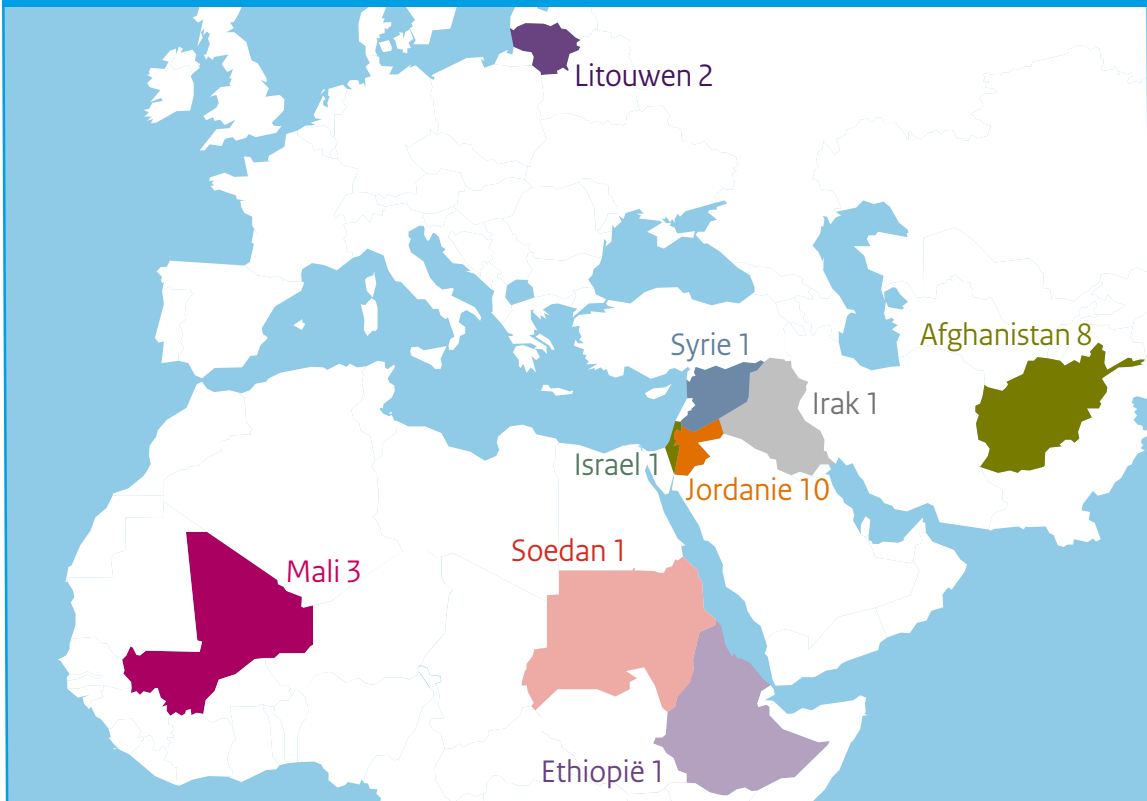 Litouwen 2
Afghanistan 8
Syrie 1
Irak 1
Israel 1
Jordanie 10
Soedan 1
Mali 3
Ethiopië 1